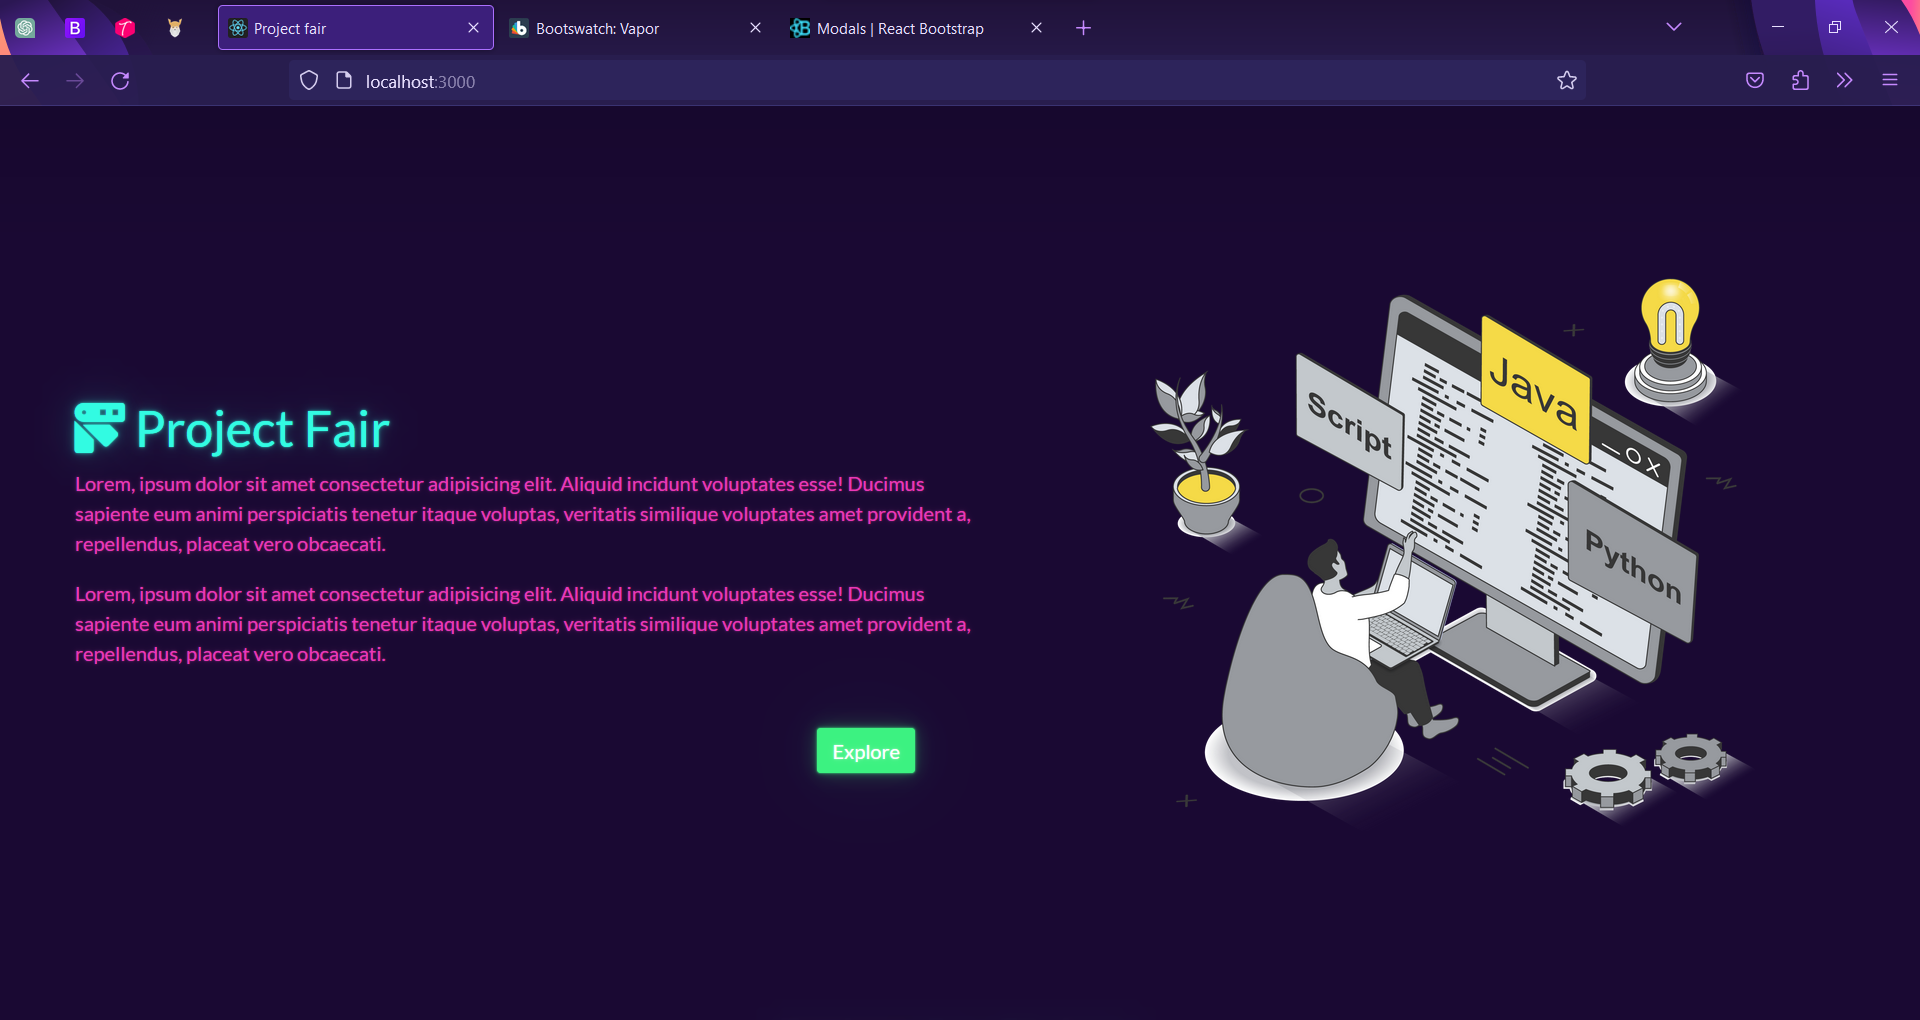 Project fair
Bootswatch: Vapor
Modals | React Bootstrap
localhost:3000
Project Fair
Lorem, ipsum dolor sit amet consectetur adipisicing elit. Aliquid incidunt voluptates esse! Ducimus
sapiente eum animi perspiciatis tenetur itaque voluptas, veritatis similique voluptates amet provident a,
repellendus, placeat vero obcaecati.
Lorem, ipsum dolor sit amet consectetur adipisicing elit. Aliquid incidunt voluptates esse! Ducimus
sapiente eum animi perspiciatis tenetur itaque voluptas, veritatis similique voluptates amet provident a,
repellendus, placeat vero obcaecati.
Explore
Java
Script
Python